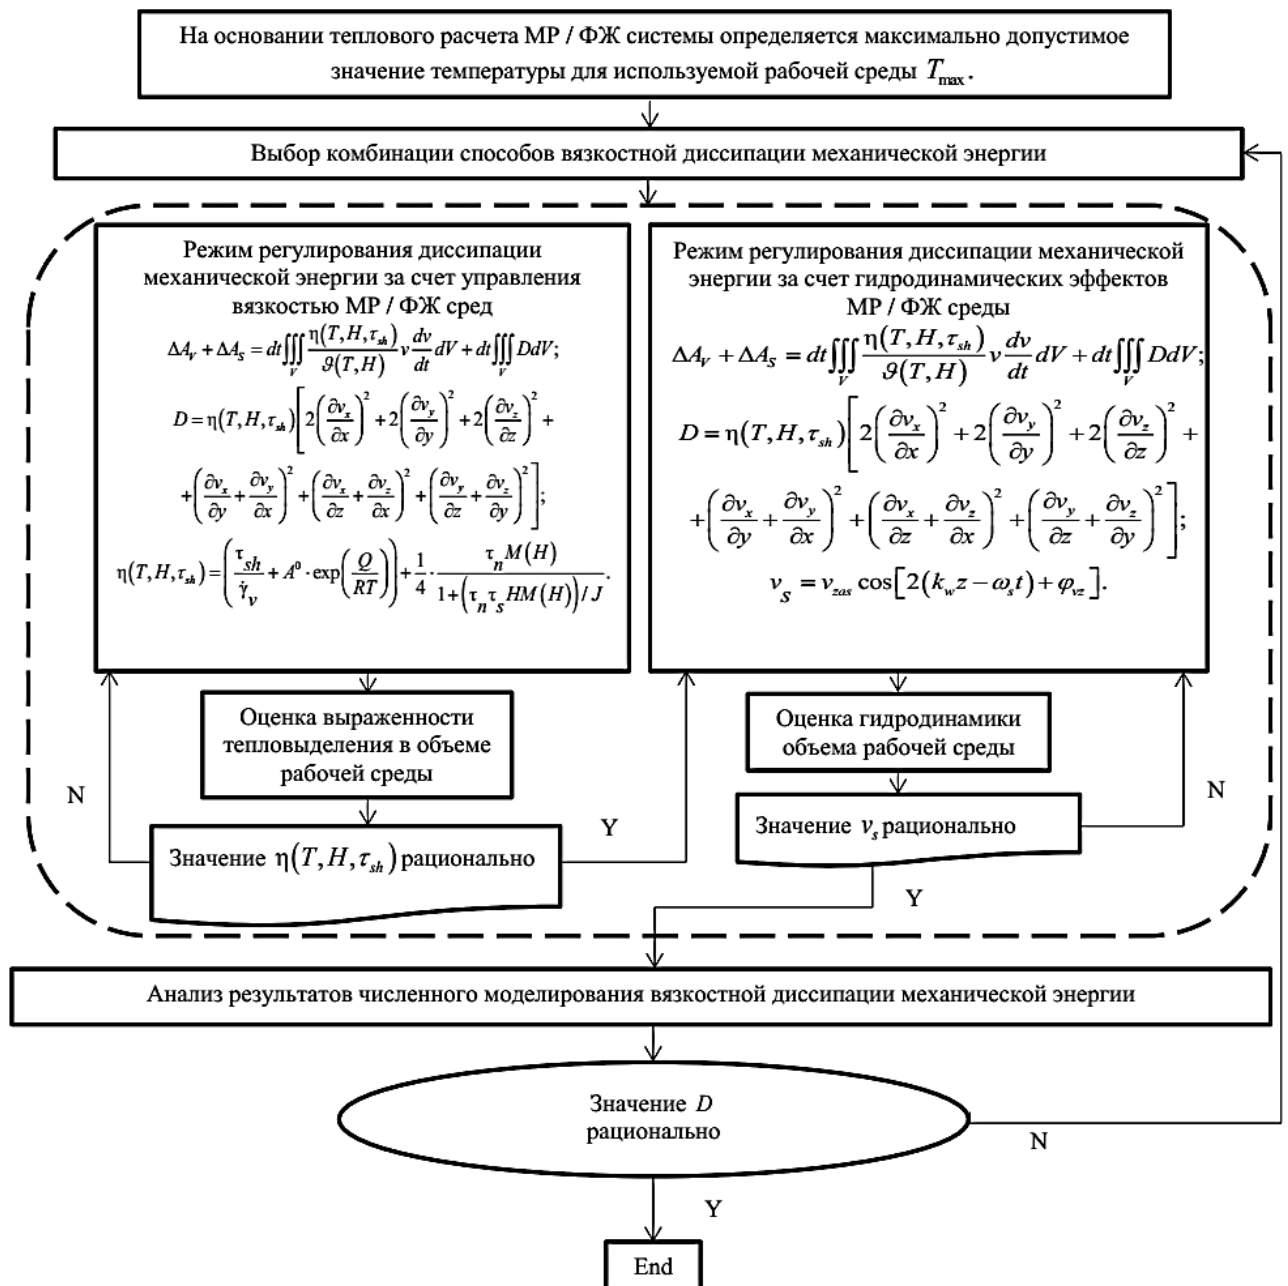 На основании теплового расчета МР / ФЖ системы определяется максимально допустимое
значение температуры для используемой рабочей среды T_max.
Выбор комбинации способов вязкостной диссипации механической энергии
Режим регулирования диссипации
механической энергии за счет управления
вязкостью МР / ФЖ сред
ΔA_V + ΔA_S = dt∭_V η(T,H,τ_sh)/ϑ(T,H) v dv/dt dV + dt∭_V DdV;
D = η(T,H,τ_sh)[2(∂v_x/∂x)² + 2(∂v_y/∂y)² + 2(∂v_z/∂z)² +
+(∂v_x/∂y + ∂v_y/∂x)² + (∂v_x/∂z + ∂v_z/∂x)² + (∂v_y/∂z + ∂v_z/∂y)²];
η(T,H,τ_sh) = (τ_sh/γ̇_v + A⁰ · exp(Q/RT)) + 1/4 · τ_n M(H)/(1+(τ_n τ_s HM(H))/J).
Режим регулирования диссипации механической
энергии за счет гидродинамических эффектов
МР / ФЖ среды
ΔA_V + ΔA_S = dt∭_V η(T,H,τ_sh)/ϑ(T,H) v dv/dt dV + dt∭_V DdV;
D = η(T,H,τ_sh)[2(∂v_x/∂x)² + 2(∂v_y/∂y)² + 2(∂v_z/∂z)² +
+(∂v_x/∂y + ∂v_y/∂x)² + (∂v_x/∂z + ∂v_z/∂x)² + (∂v_y/∂z + ∂v_z/∂y)²];
v_S = v_zas cos[2(k_w z − ω_s t) + φ_vz].
Оценка выраженности
тепловыделения в объеме
рабочей среды
Оценка гидродинамики
объема рабочей среды
N
Значение η(T,H,τ_sh) рационально
Y
Значение v_s рационально
N
Y
Анализ результатов численного моделирования вязкостной диссипации механической энергии
Значение D
рационально
N
Y
End